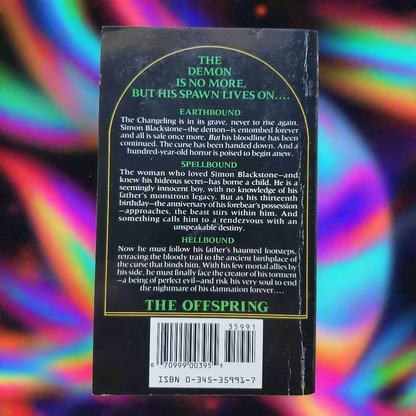 THE
DEMON
IS NO MORE,
BUT HIS SPAWN LIVES ON....
EARTHBOUND
The Changeling is in its grave, never to rise again.
Simon Blackstone—the demon—is entombed forever
and all is safe once more. But his bloodline has been
continued. The curse has been handed down. And a
hundred-year-old horror is poised to begin anew.
SPELLBOUND
The woman who loved Simon Blackstone—and
knew his hideous secret—has borne a child. He is a
seemingly innocent boy, with no knowledge of his
father's monstrous legacy. But as his thirteenth
birthday—the anniversary of his forebear's possession
—approaches, the beast stirs within him. And
something calls him to a rendezvous with an
unspeakable destiny.
HELLBOUND
Now he must follow his father's haunted footsteps,
retracing the bloody trail to the ancient birthplace of
the curse that binds him. With his few mortal allies by
his side, he must finally face the creator of his torment
—a being of perfect evil—and risk his very soul to end
the nightmare of his damnation forever....
THE OFFSPRING
35991
0 70999 00395 9
ISBN 0-345-35991-7